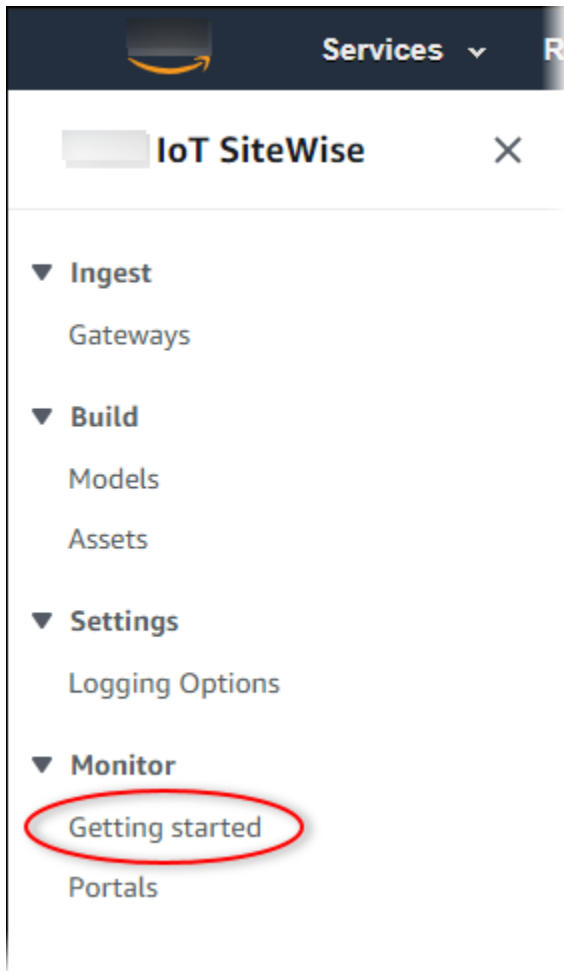 Services
R
IoT SiteWise
Ingest
Gateways
Build
Models
Assets
Settings
Logging Options
Monitor
Getting started
Portals